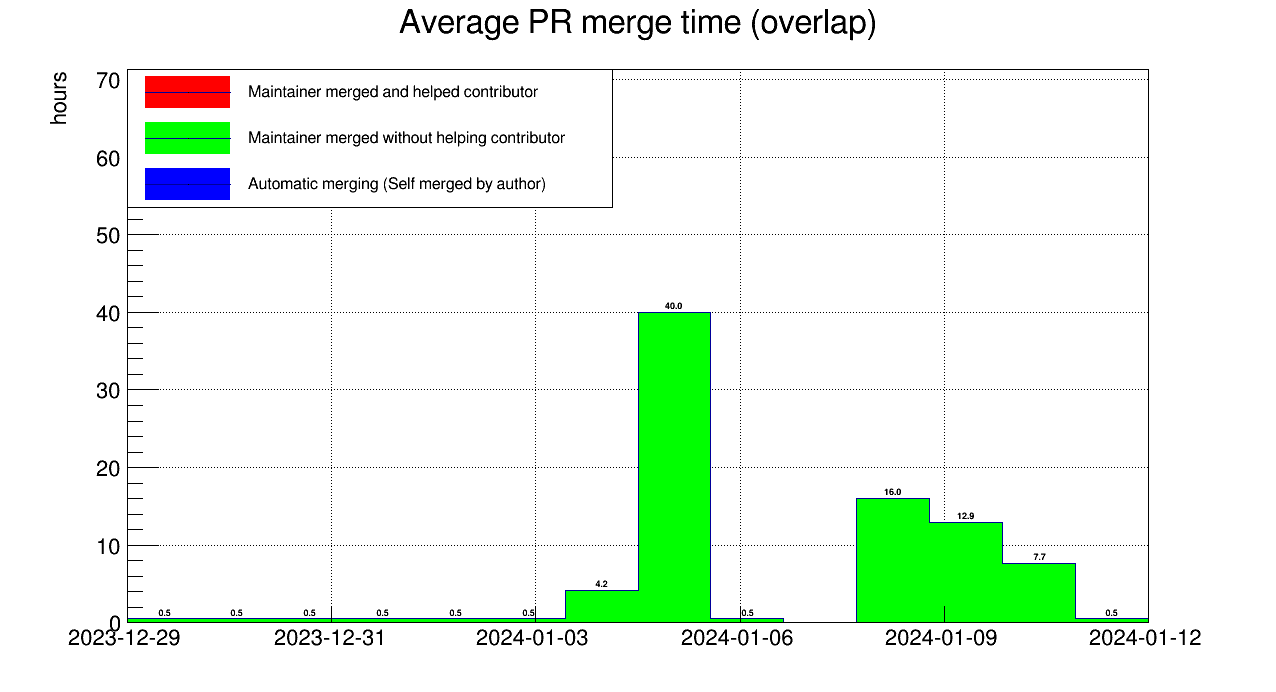 Average PR merge time (overlap)
hours
70
60
50
40
30
20
10
0
Maintainer merged and helped contributor
Maintainer merged without helping contributor
Automatic merging (Self merged by author)
0.5 0.5 0.5 0.5 0.5 0.5 4.2 40.0 0.5 16.0 12.9 7.7 0.5
2023-12-29 2023-12-31 2024-01-03 2024-01-06 2024-01-09 2024-01-12